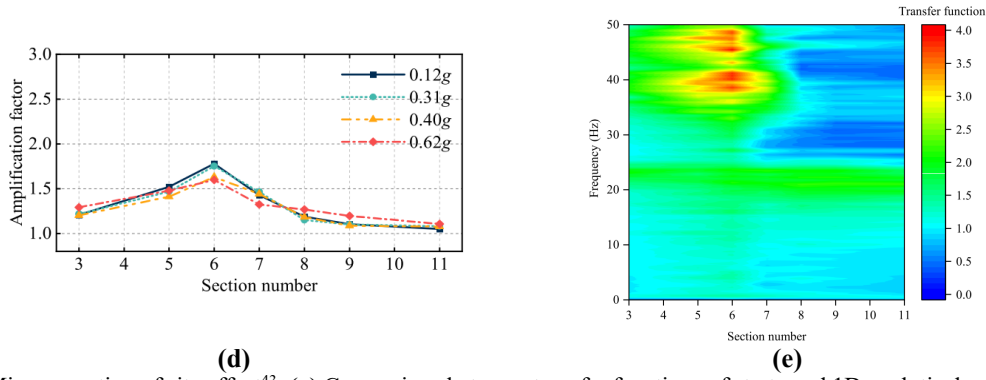 3.0
2.5
2.0
1.5
1.0
Amplification factor
0.12g
0.31g
0.40g
0.62g
3 4 5 6 7 8 9 10 11
Section number
(d)
Transfer function
50
40
30
20
10
0
Frequency (Hz)
3 4 5 6 7 8 9 10 11
Section number
4.0
3.5
3.0
2.5
2.0
1.5
1.0
0.5
0.0
(e)